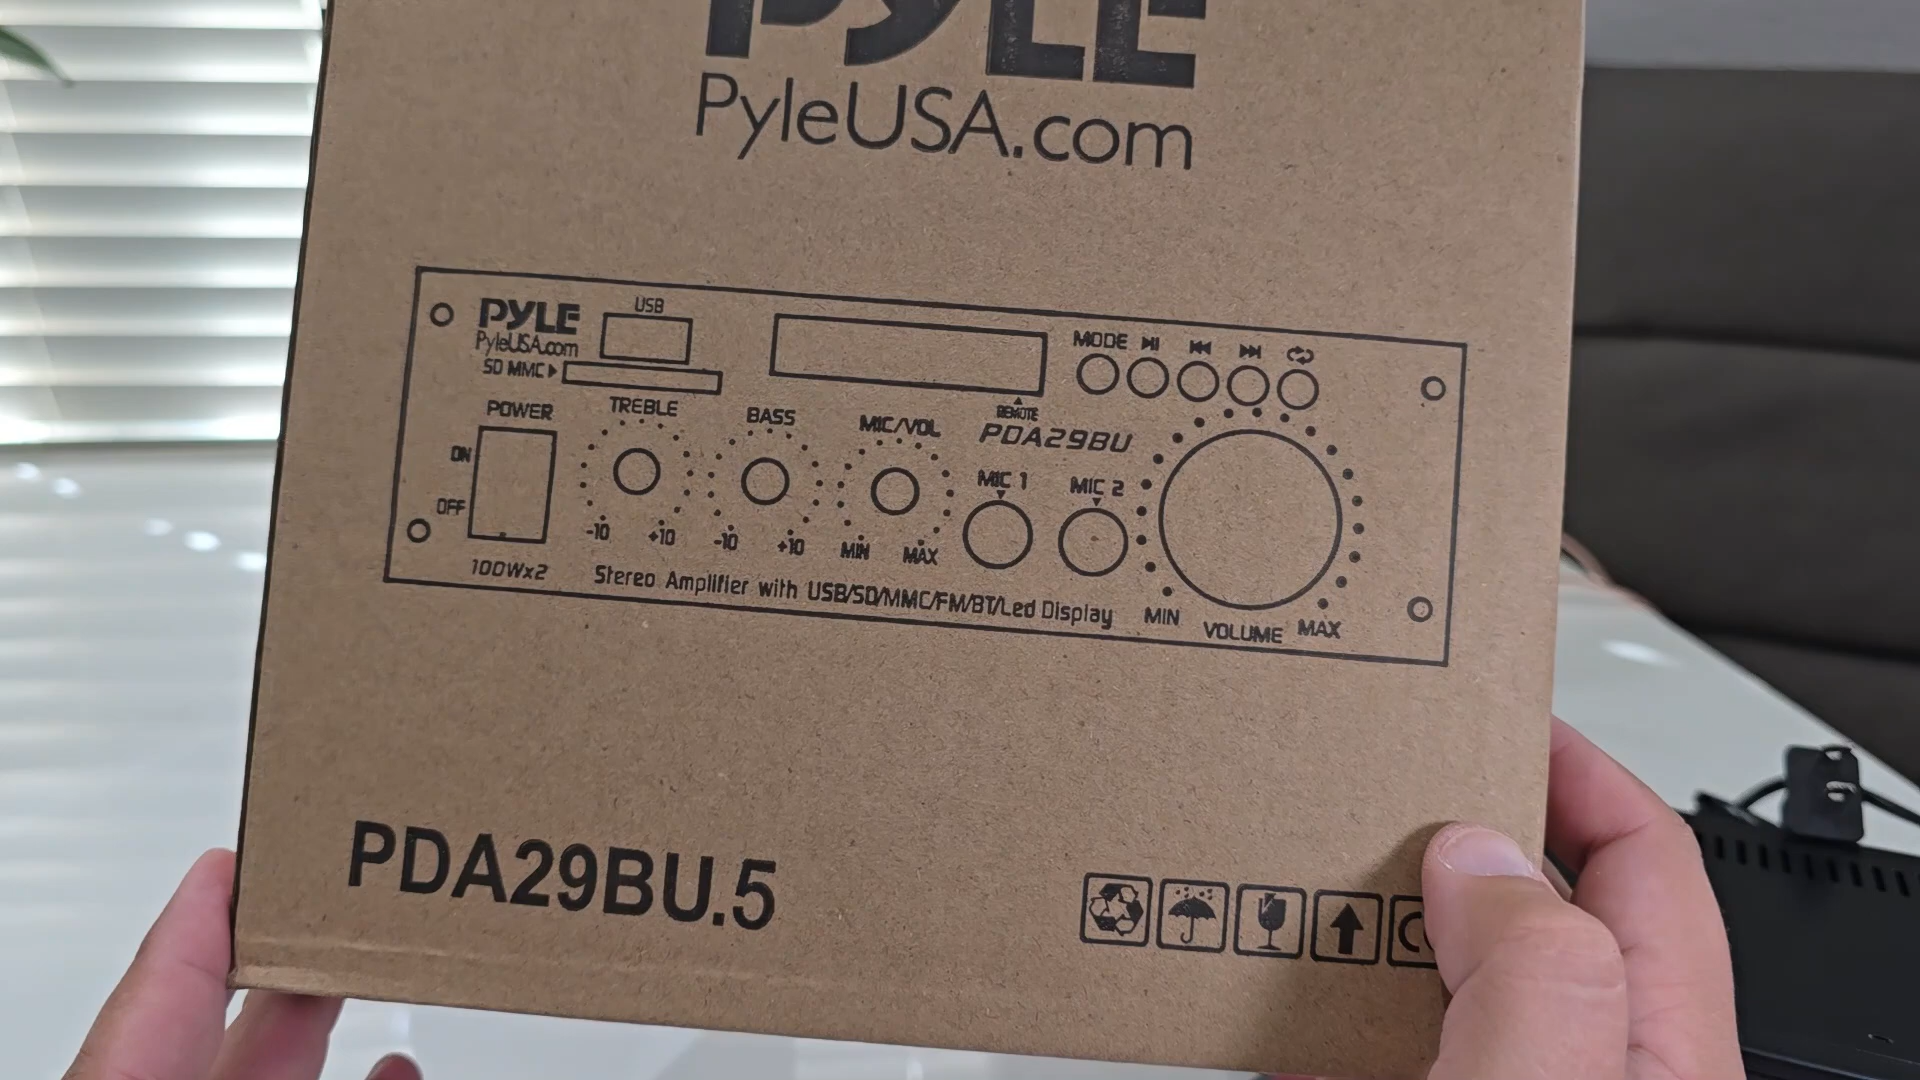 PYLE
PyleUSA.com
PYLE
PyleUSA.com
USB
SD MMC
MODE
POWER
TREBLE
BASS
MIC/VOL
REMOTE
PDA29BU
ON
OFF
MIC 1
MIC 2
-10 +10
-10 +10
MIN MAX
100Wx2
Stereo Amplifier with USB/SD/MMC/FM/BT/Led Display
MIN VOLUME MAX
PDA29BU.5